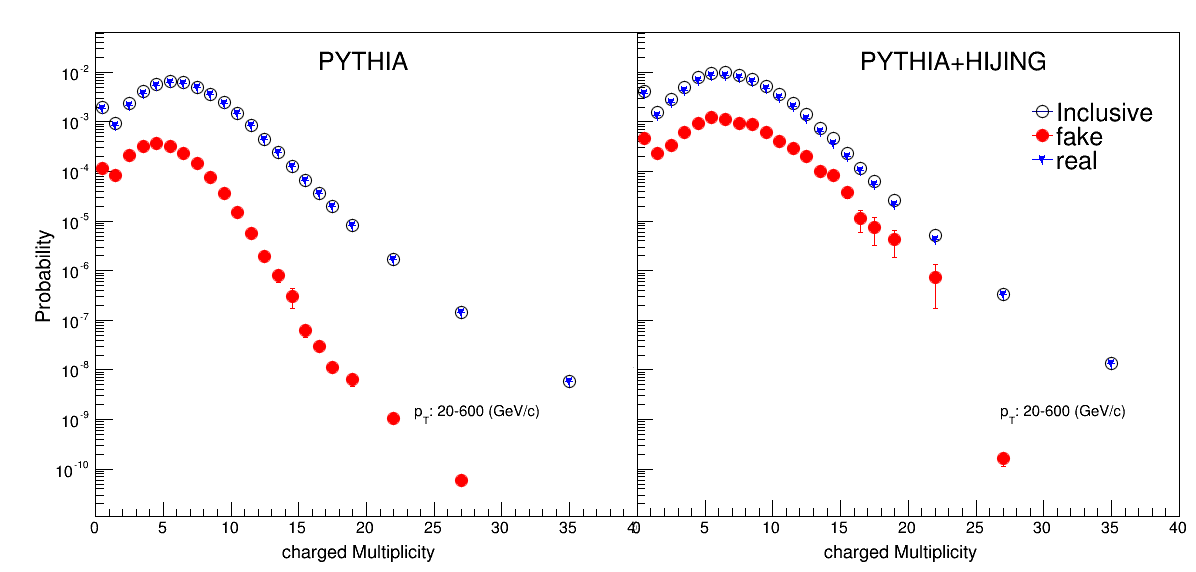 PYTHIA
PYTHIA+HIJING
Inclusive
fake
real
Probability
10^-2
10^-3
10^-4
10^-5
10^-6
10^-7
10^-8
10^-9
10^-10
p_T: 20-600 (GeV/c)
p_T: 20-600 (GeV/c)
0 5 10 15 20 25 30 35 40
5 10 15 20 25 30 35 40
charged Multiplicity
charged Multiplicity